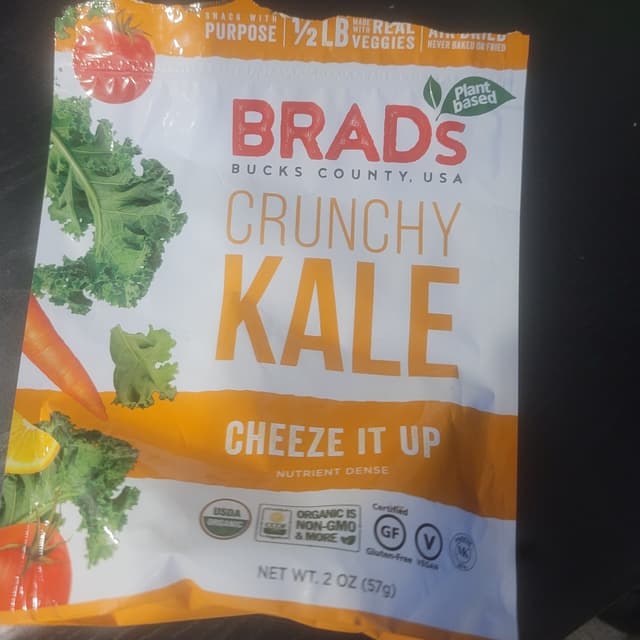 SNACK WITH
PURPOSE
1/2 LB
MADE WITH REAL
VEGGIES
AIR DRIED
NEVER BAKED OR FRIED
Plant
based
BRADs
BUCKS COUNTY, USA
CRUNCHY
KALE
CHEEZE IT UP
NUTRIENT DENSE
USDA
ORGANIC
ORGANIC IS
NON-GMO
& MORE
Certified
GF
Gluten-Free
V
VEGAN
NET WT. 2 OZ (57g)